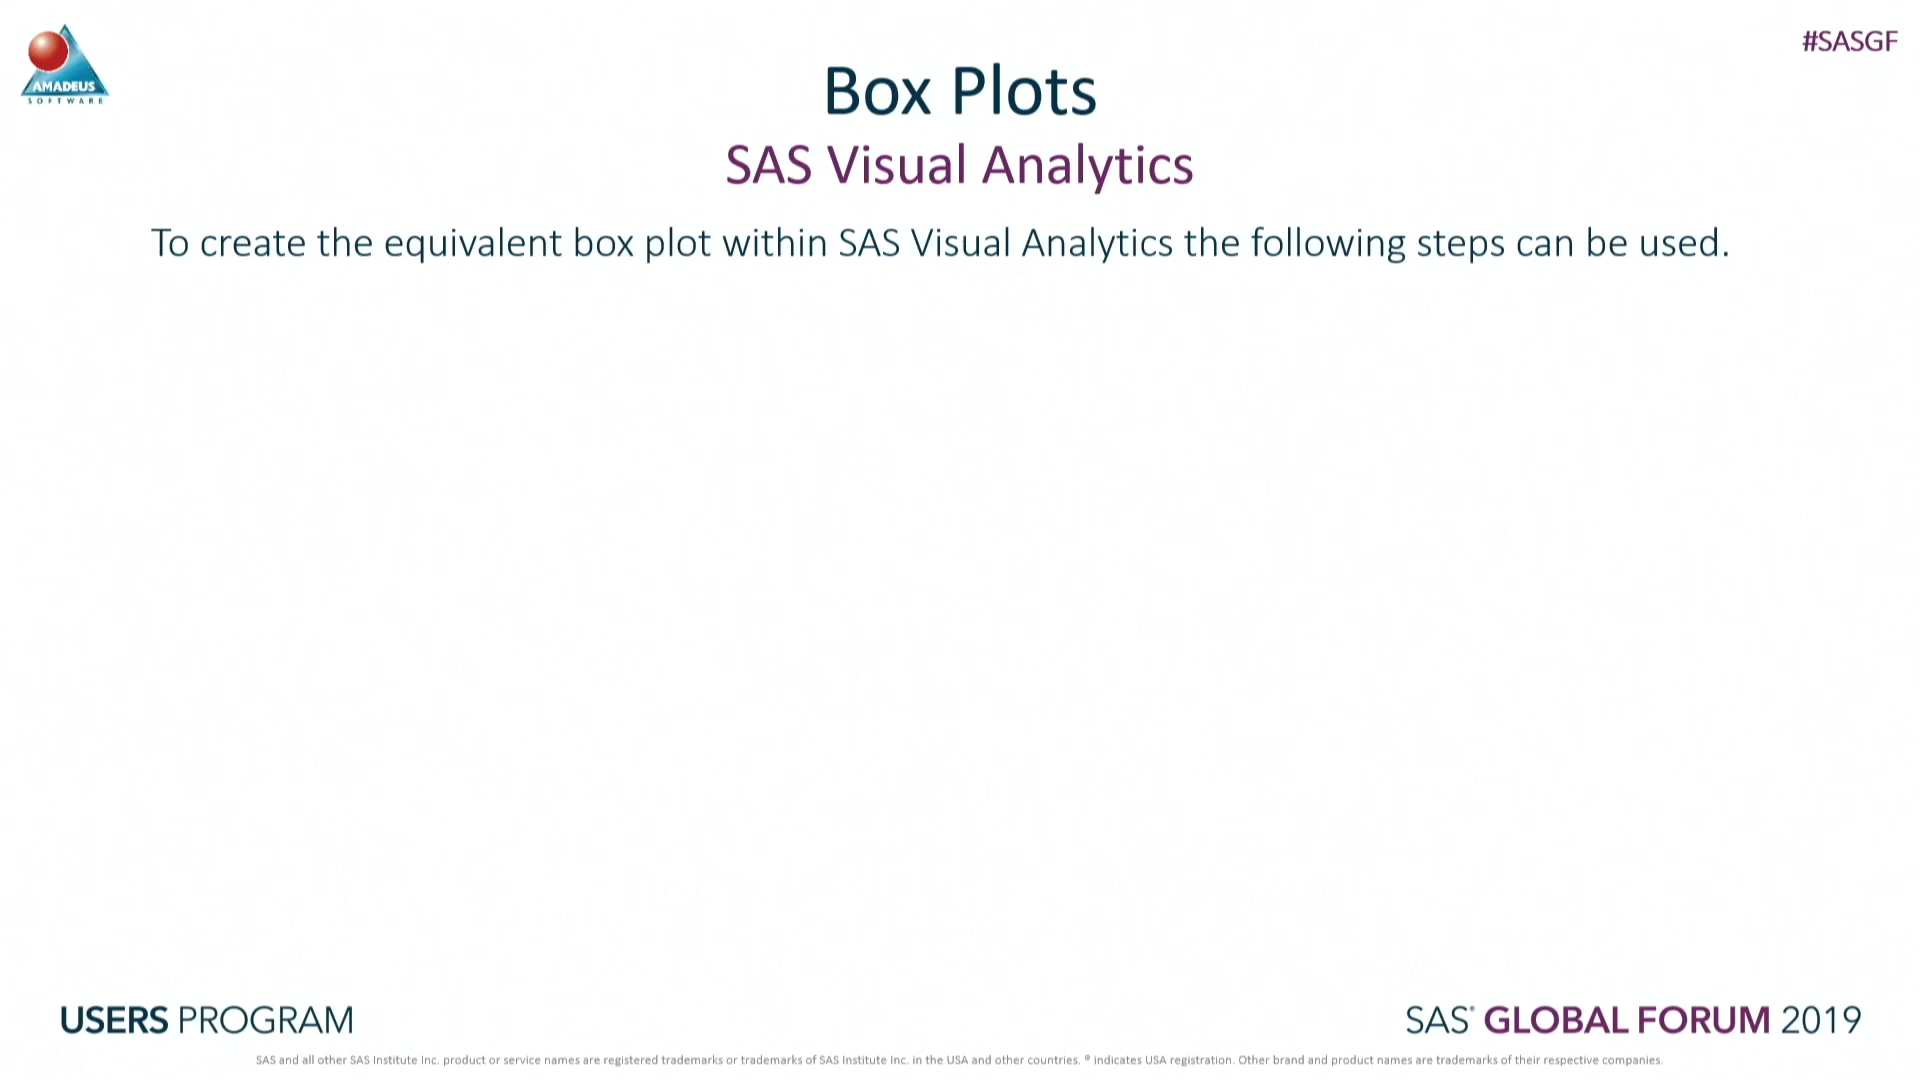 AMADEUS
SOFTWARE
#SASGF
Box Plots
SAS Visual Analytics
To create the equivalent box plot within SAS Visual Analytics the following steps can be used.
USERS PROGRAM
SAS® GLOBAL FORUM 2019
SAS and all other SAS Institute Inc. product or service names are registered trademarks or trademarks of SAS Institute Inc. in the USA and other countries. ® indicates USA registration. Other brand and product names are trademarks of their respective companies.